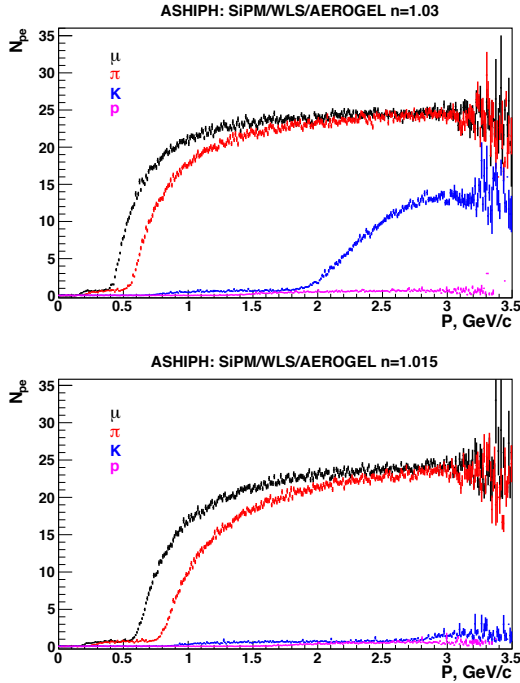 ASHIPH: SiPM/WLS/AEROGEL n=1.03
N_pe
35
30
25
20
15
10
5
0
μ
π
K
p
0 0.5 1 1.5 2 2.5 3 3.5
P, GeV/c
ASHIPH: SiPM/WLS/AEROGEL n=1.015
N_pe
35
30
25
20
15
10
5
0
μ
π
K
p
0 0.5 1 1.5 2 2.5 3 3.5
P, GeV/c